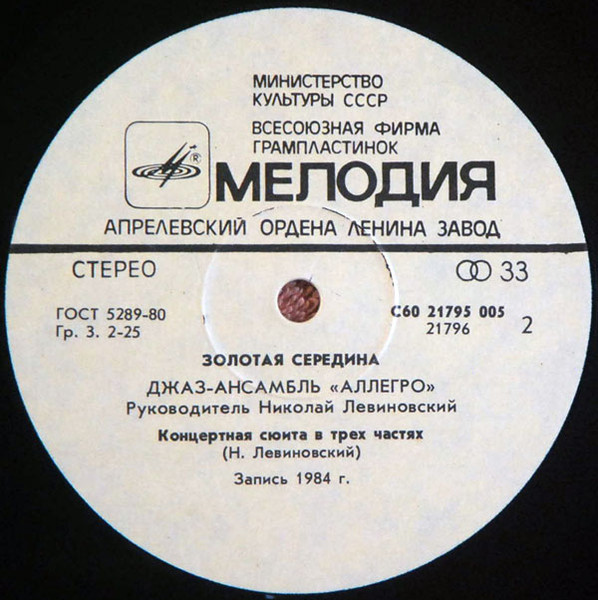 МИНИСТЕРСТВО
КУЛЬТУРЫ СССР
ВСЕСОЮЗНАЯ ФИРМА
ГРАМПЛАСТИНОК
®
МЕЛОДИЯ
АПРЕЛЕВСКИЙ ОРДЕНА ЛЕНИНА ЗАВОД
СТЕРЕО
33
ГОСТ 5289-80
Гр. 3. 2-25
С60 21795 005
21796
2
ЗОЛОТАЯ СЕРЕДИНА
ДЖАЗ-АНСАМБЛЬ «АЛЛЕГРО»
Руководитель Николай Левиновский
Концертная сюита в трех частях
(Н. Левиновский)
Запись 1984 г.